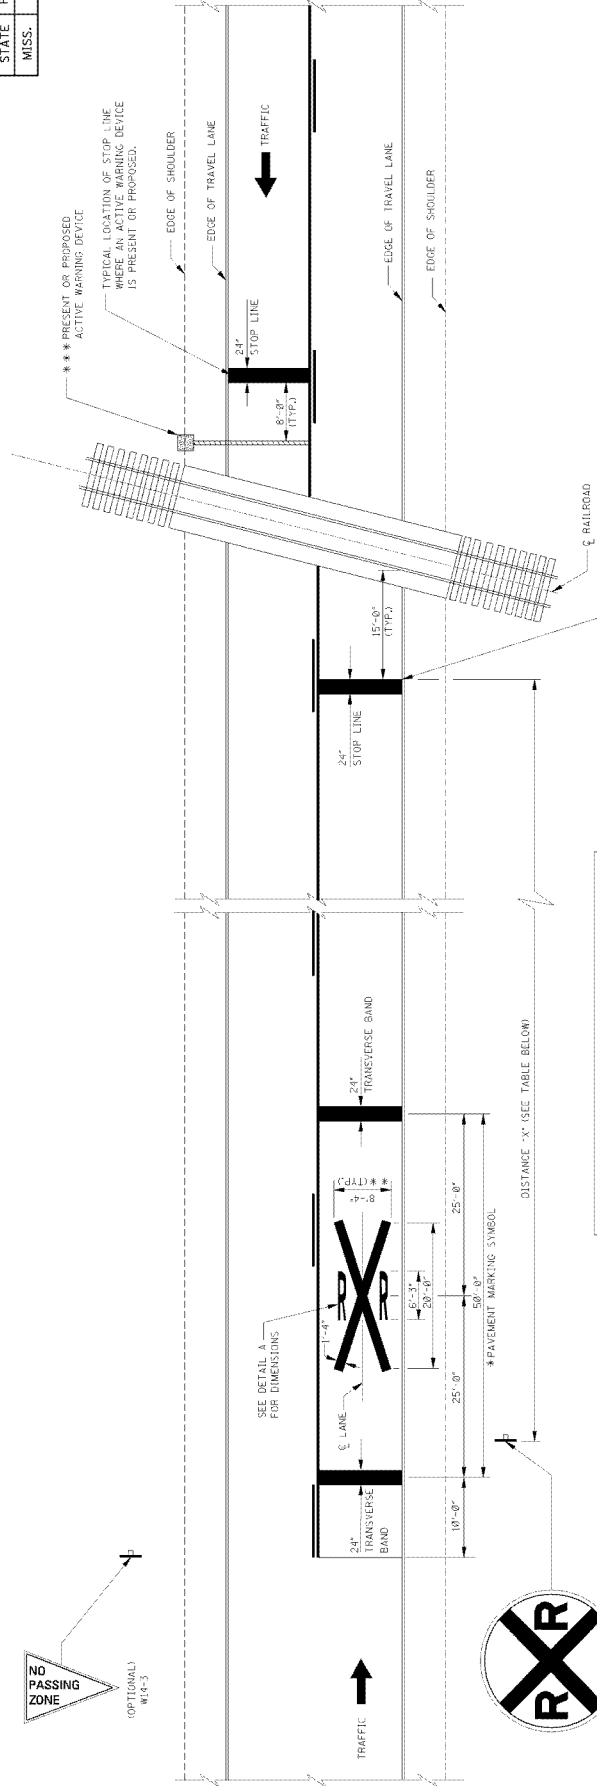 STATE
MISS.
* * * PRESENT OR PROPOSED
ACTIVE WARNING DEVICE
TYPICAL LOCATION OF STOP LINE
WHERE AN ACTIVE WARNING DEVICE
IS PRESENT OR PROPOSED.
EDGE OF SHOULDER
EDGE OF TRAVEL LANE
TRAFFIC
24"
STOP LINE
8'-0"
(TYP.)
EDGE OF TRAVEL LANE
EDGE OF SHOULDER
℄ RAILROAD
15'-0"
(TYP.)
24"
STOP LINE
DISTANCE "X" (SEE TABLE BELOW)
24"
TRANSVERSE BAND
8'-4"
* * (TYP.)
R
R
SEE DETAIL A
FOR DIMENSIONS
1'-4"
℄ LANE
6'-3"
20'-0"
25'-0"
25'-0"
50'-0"
* PAVEMENT MARKING SYMBOL
24"
TRANSVERSE
BAND
10'-0"
NO
PASSING
ZONE
(OPTIONAL)
W14-3
TRAFFIC
R R